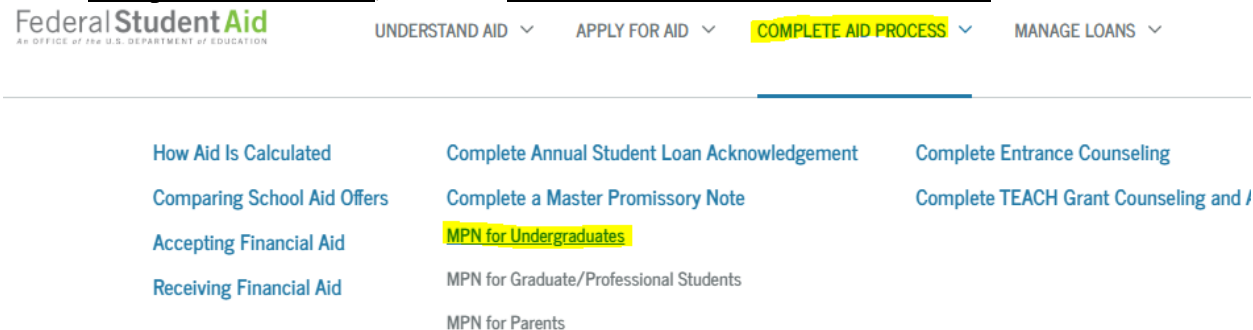 Federal Student Aid
An OFFICE of the U.S. DEPARTMENT of EDUCATION
UNDERSTAND AID
APPLY FOR AID
COMPLETE AID PROCESS
MANAGE LOANS
How Aid Is Calculated
Comparing School Aid Offers
Accepting Financial Aid
Receiving Financial Aid
Complete Annual Student Loan Acknowledgement
Complete a Master Promissory Note
MPN for Undergraduates
MPN for Graduate/Professional Students
MPN for Parents
Complete Entrance Counseling
Complete TEACH Grant Counseling and